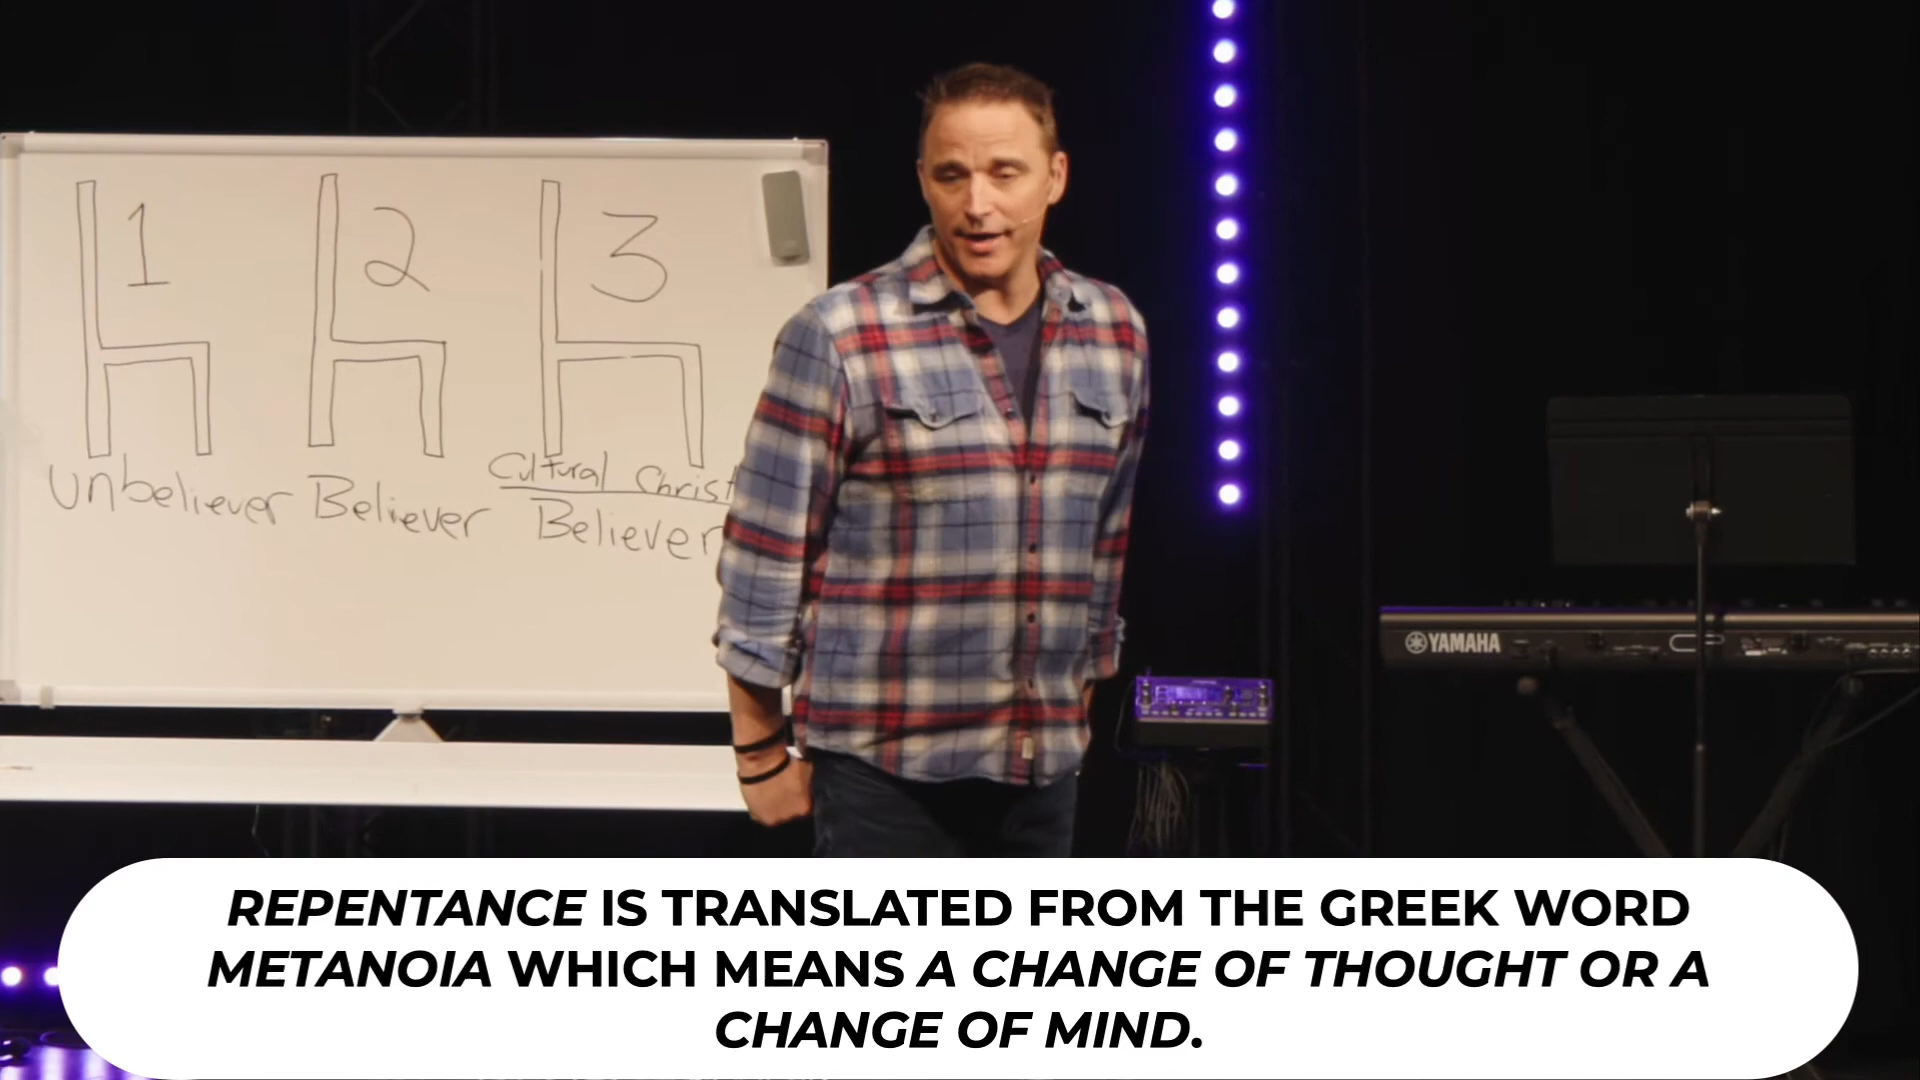 1 2 3
Unbeliever Believer Cultural Christ
Believer
YAMAHA
REPENTANCE IS TRANSLATED FROM THE GREEK WORD
METANOIA WHICH MEANS A CHANGE OF THOUGHT OR A
CHANGE OF MIND.